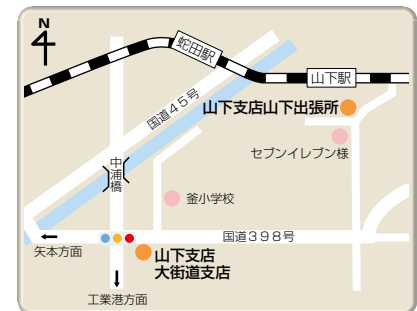 N
蛇田駅
山下駅
国道45号
山下支店山下出張所
セブンイレブン様
中浦橋
釜小学校
国道398号
矢本方面
山下支店
大街道支店
工業港方面